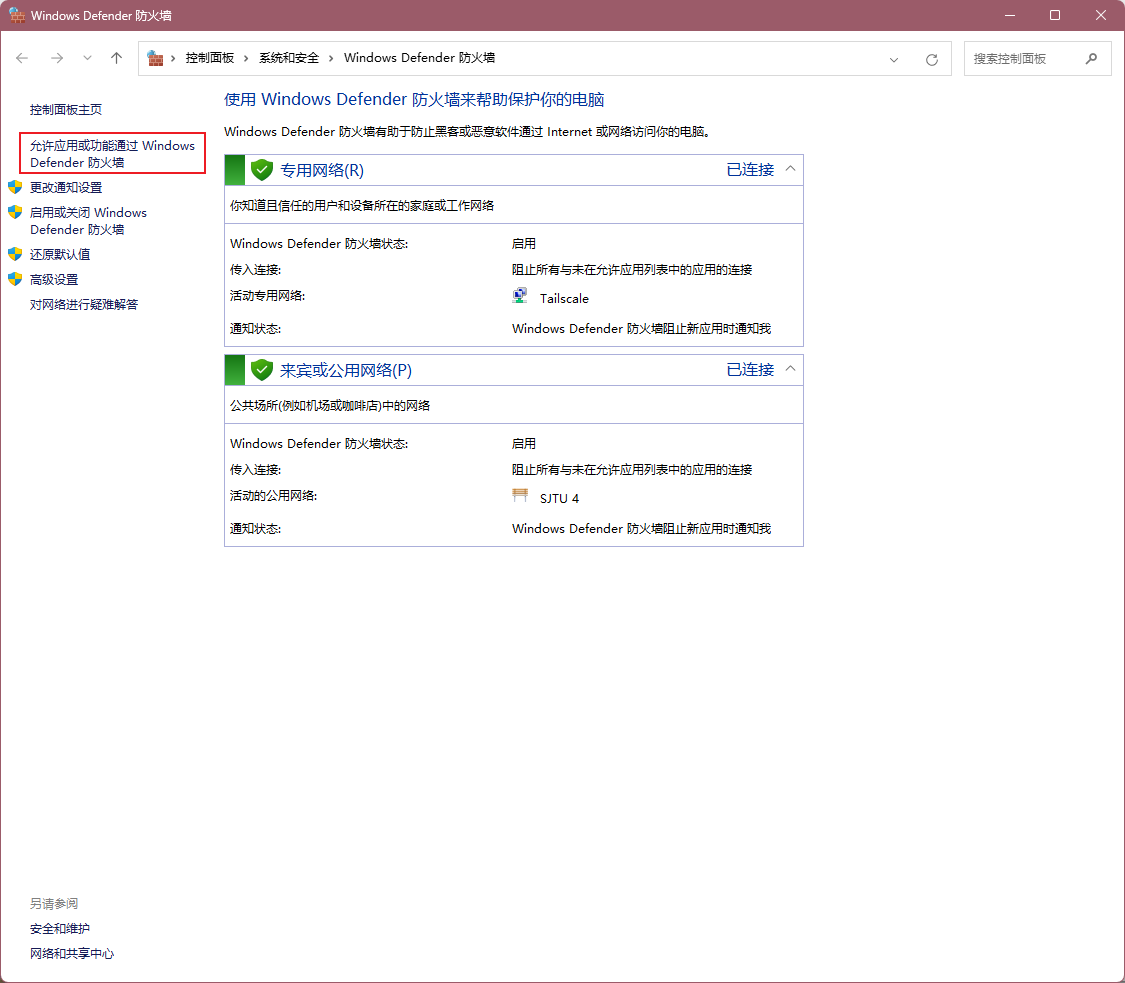 Windows Defender 防火墙
控制面板 › 系统和安全 › Windows Defender 防火墙
搜索控制面板
控制面板主页
允许应用或功能通过 Windows
Defender 防火墙
更改通知设置
启用或关闭 Windows
Defender 防火墙
还原默认值
高级设置
对网络进行疑难解答
使用 Windows Defender 防火墙来帮助保护你的电脑
Windows Defender 防火墙有助于防止黑客或恶意软件通过 Internet 或网络访问你的电脑。
专用网络(R) 已连接
你知道且信任的用户和设备所在的家庭或工作网络
Windows Defender 防火墙状态: 启用
传入连接: 阻止所有与未在允许应用列表中的应用的连接
活动专用网络: Tailscale
通知状态: Windows Defender 防火墙阻止新应用时通知我
来宾或公用网络(P) 已连接
公共场所(例如机场或咖啡店)中的网络
Windows Defender 防火墙状态: 启用
传入连接: 阻止所有与未在允许应用列表中的应用的连接
活动的公用网络: SJTU 4
通知状态: Windows Defender 防火墙阻止新应用时通知我
另请参阅
安全和维护
网络和共享中心